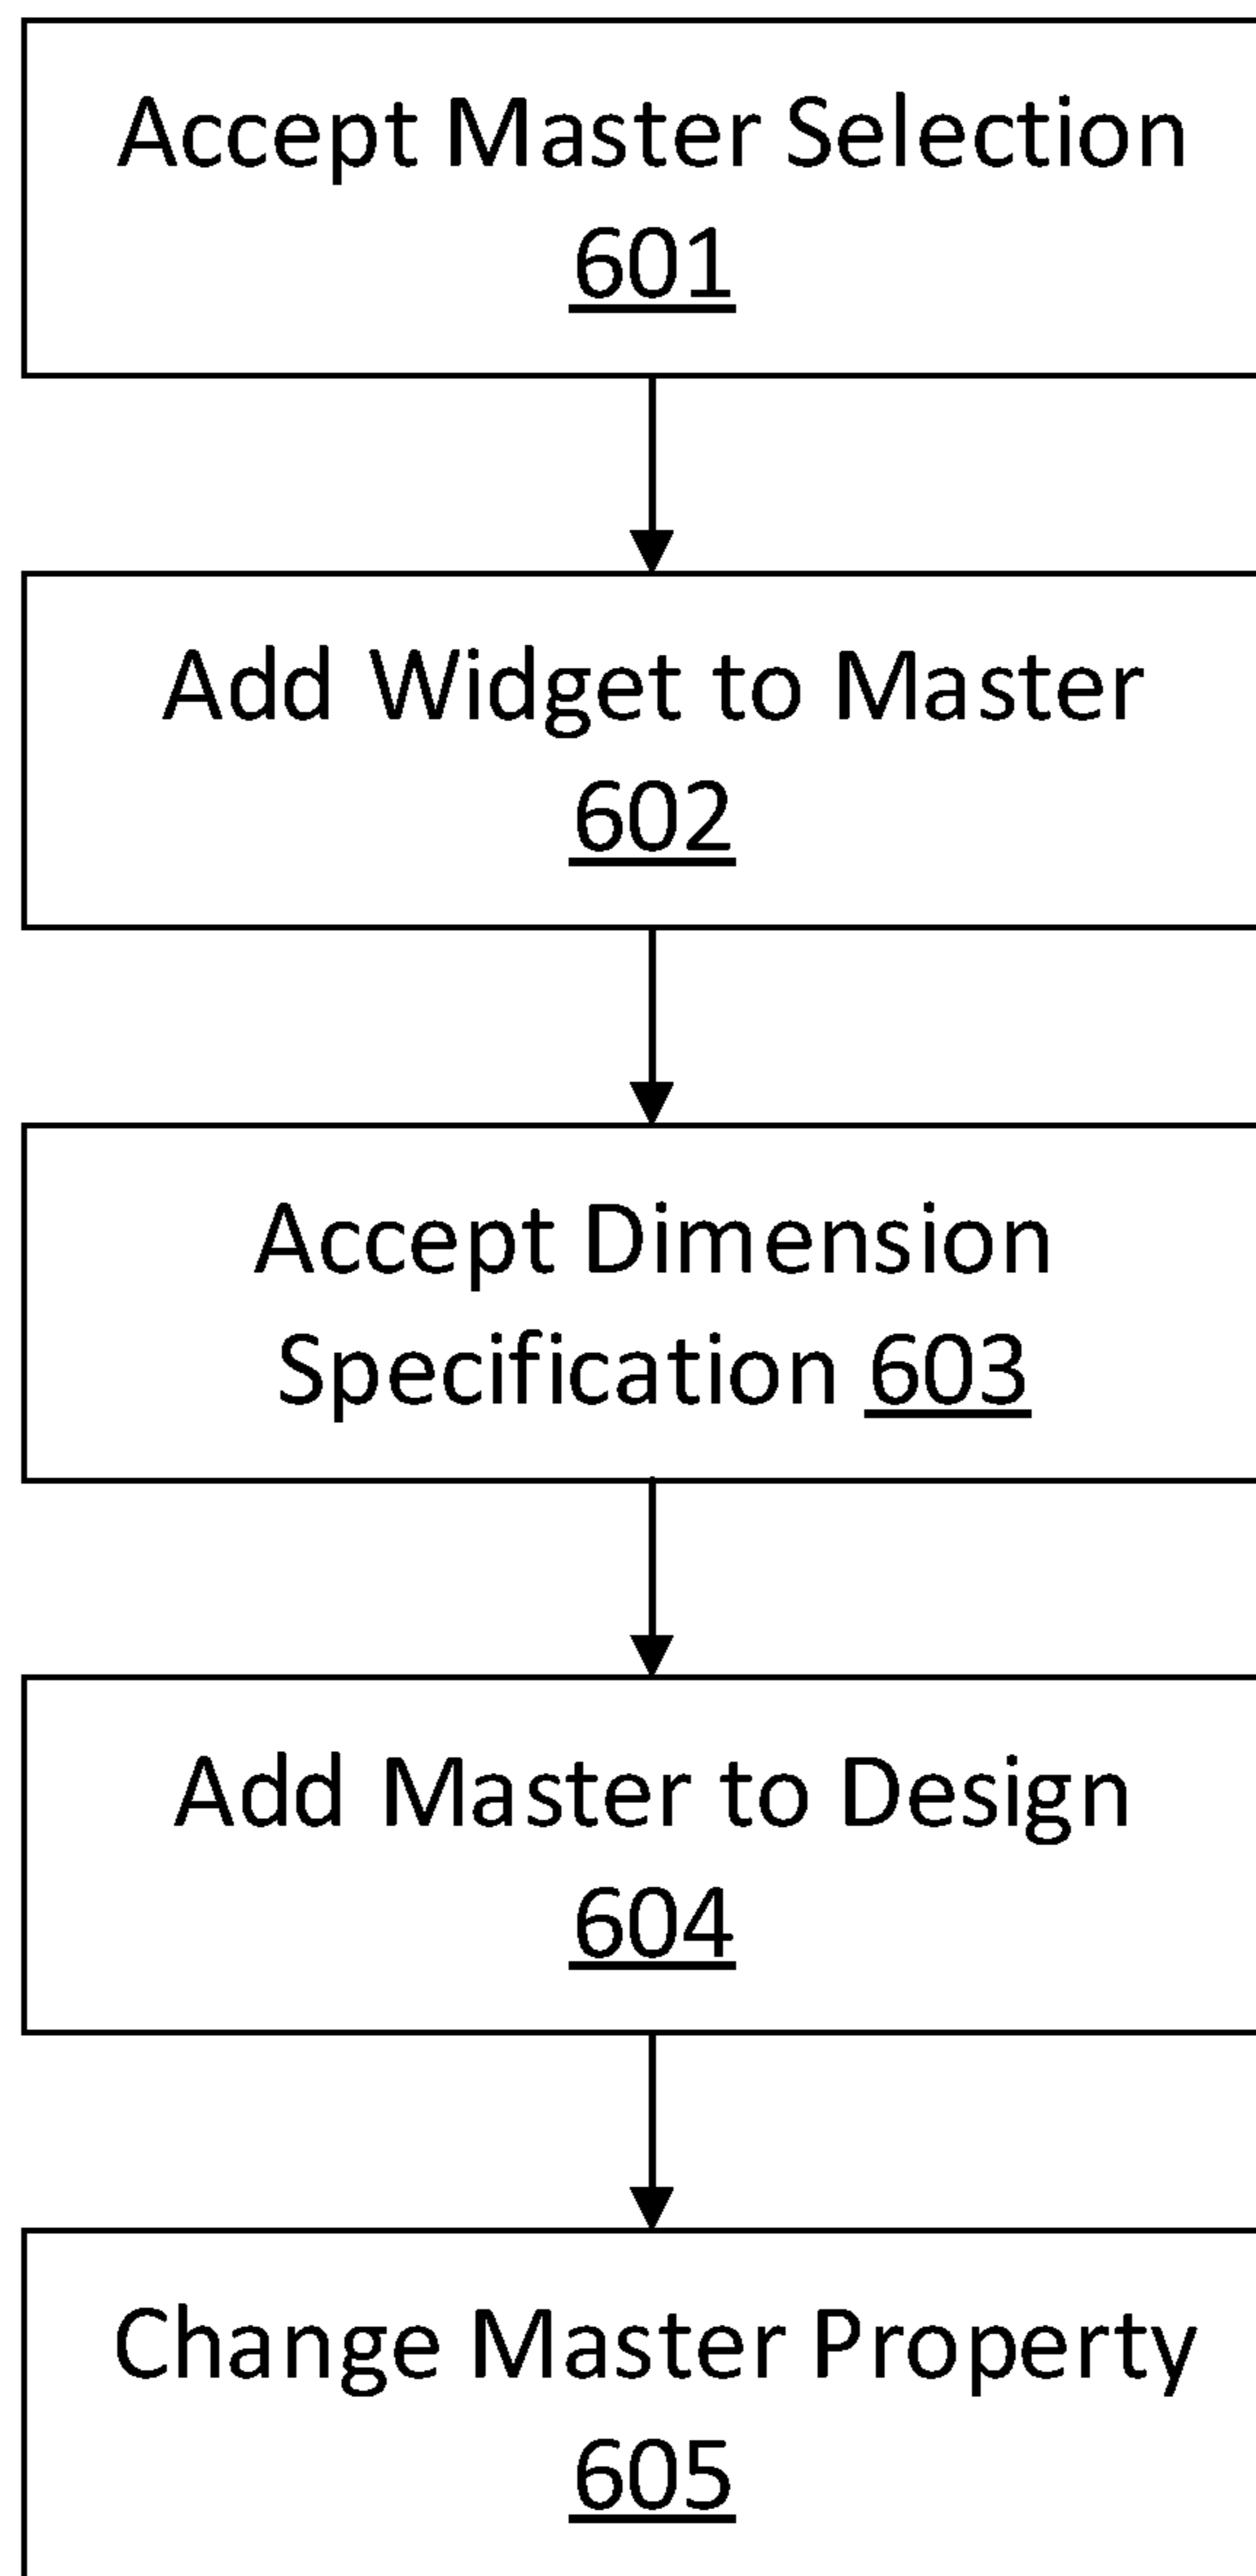 Accept Master Selection
601
Add Widget to Master
602
Accept Dimension
Specification 603
Add Master to Design
604
Change Master Property
605